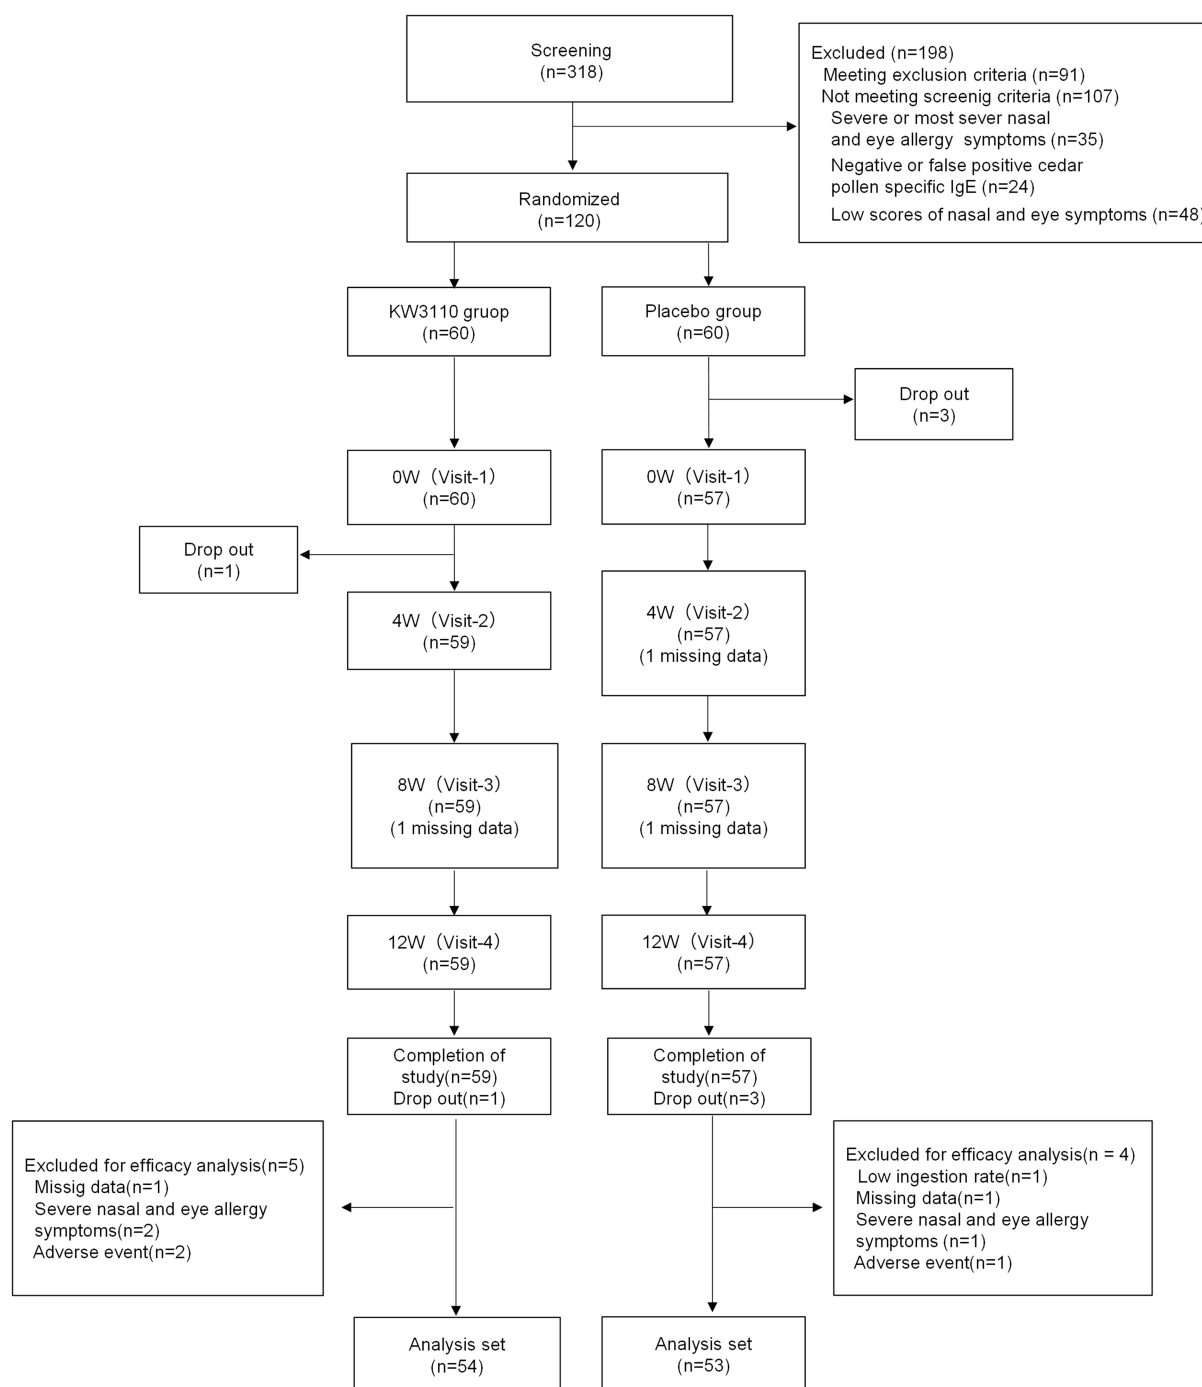 Screening
(n=318)
Excluded (n=198)
Meeting exclusion criteria (n=91)
Not meeting screenig criteria (n=107)
Severe or most sever nasal
and eye allergy symptoms (n=35)
Negative or false positive cedar
pollen specific IgE (n=24)
Low scores of nasal and eye symptoms (n=48)
Randomized
(n=120)
KW3110 gruop
(n=60)
Placebo group
(n=60)
Drop out
(n=3)
0W（Visit-1）
(n=60)
0W（Visit-1）
(n=57)
Drop out
(n=1)
4W（Visit-2）
(n=59)
4W（Visit-2）
(n=57)
(1 missing data)
8W（Visit-3）
(n=59)
(1 missing data)
8W（Visit-3）
(n=57)
(1 missing data)
12W（Visit-4）
(n=59)
12W（Visit-4）
(n=57)
Completion of
study(n=59)
Drop out(n=1)
Completion of
study(n=57)
Drop out(n=3)
Excluded for efficacy analysis(n=5)
Missig data(n=1)
Severe nasal and eye allergy
symptoms(n=2)
Adverse event(n=2)
Excluded for efficacy analysis(n = 4)
Low ingestion rate(n=1)
Missing data(n=1)
Severe nasal and eye allergy
symptoms (n=1)
Adverse event(n=1)
Analysis set
(n=54)
Analysis set
(n=53)